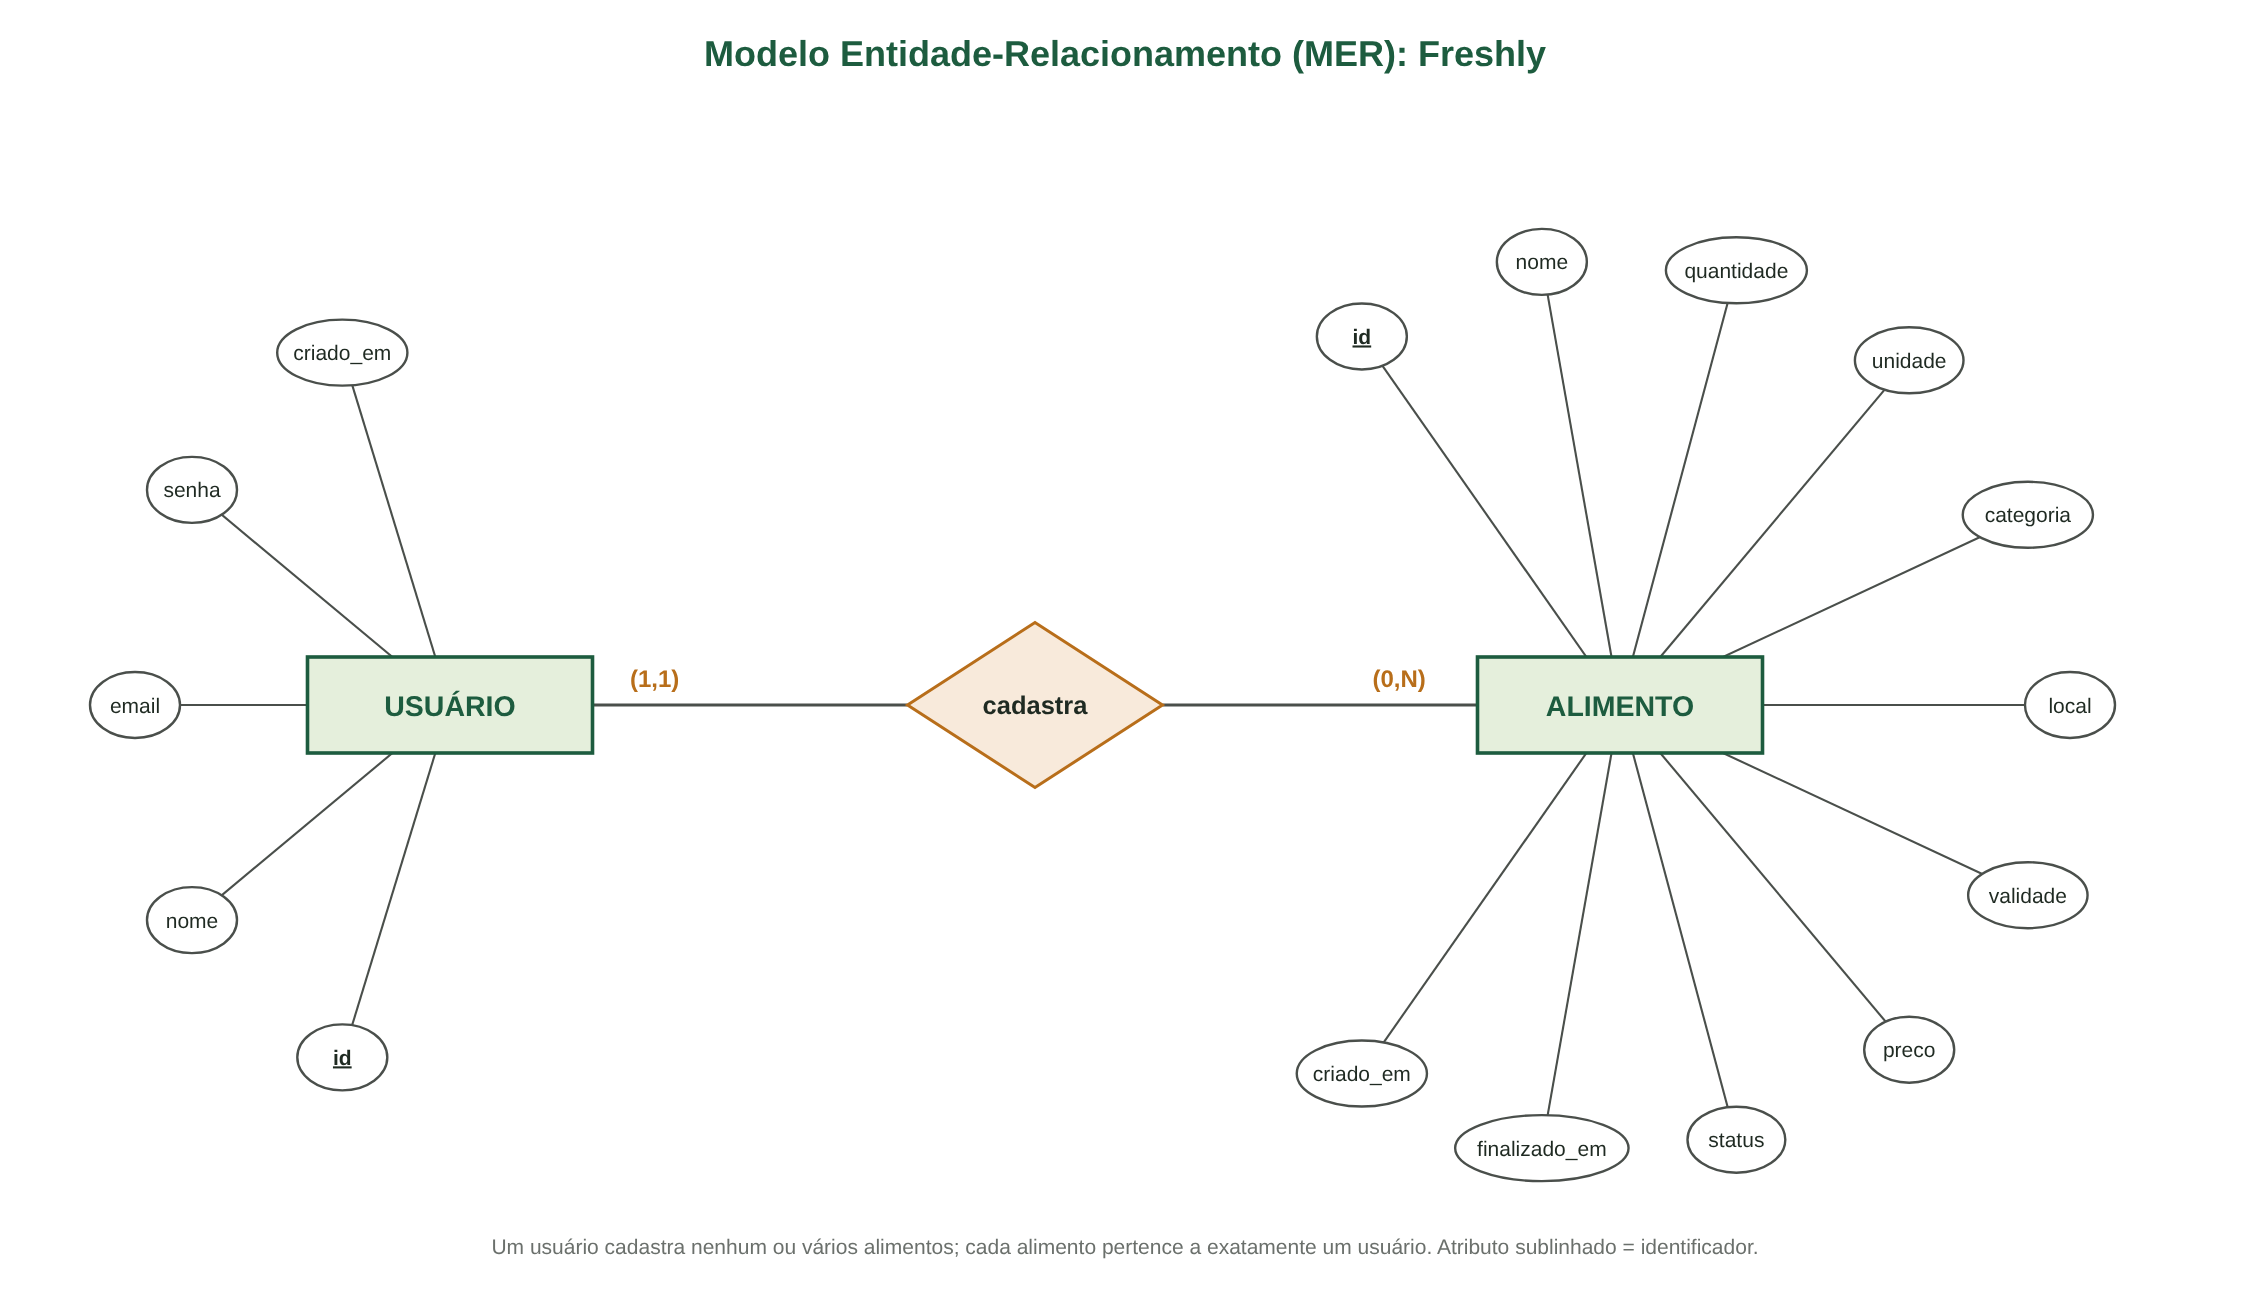 Modelo Entidade-Relacionamento (MER): Freshly
nome
quantidade
id
unidade
criado_em
senha
categoria
(1,1)
(0,N)
email
USUÁRIO
cadastra
ALIMENTO
local
validade
nome
preco
id
criado_em
status
finalizado_em
Um usuário cadastra nenhum ou vários alimentos; cada alimento pertence a exatamente um usuário. Atributo sublinhado = identificador.